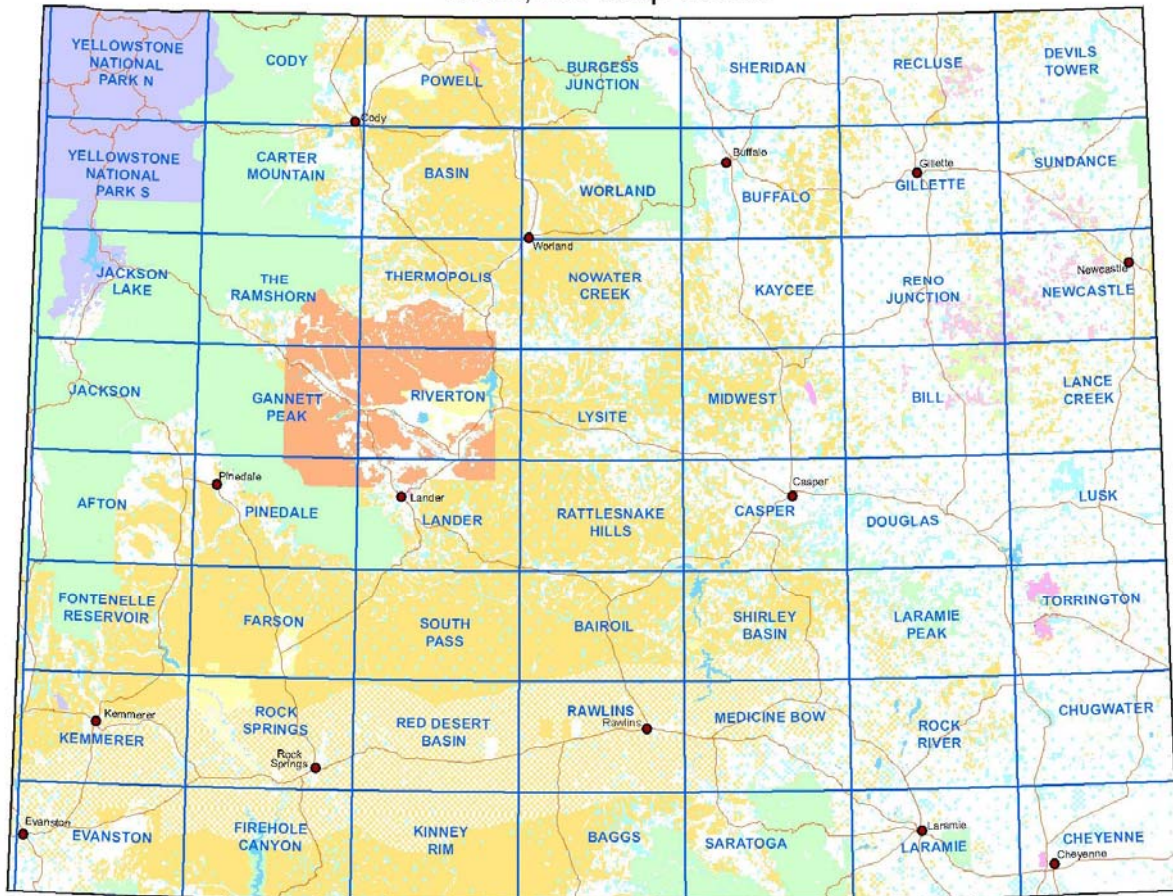 YELLOWSTONE
NATIONAL
PARK N
CODY
POWELL
BURGESS
JUNCTION
SHERIDAN
RECLUSE
DEVILS
TOWER
Cody
YELLOWSTONE
NATIONAL
PARK S
CARTER
MOUNTAIN
BASIN
WORLAND
Buffalo
BUFFALO
Gillette
GILLETTE
SUNDANCE
Worland
JACKSON
LAKE
THE
RAMSHORN
THERMOPOLIS
NOWATER
CREEK
KAYCEE
RENO
JUNCTION
Newcastle
NEWCASTLE
JACKSON
GANNETT
PEAK
RIVERTON
LYSITE
MIDWEST
BILL
LANCE
CREEK
AFTON
Pinedale
PINEDALE
Lander
LANDER
RATTLESNAKE
HILLS
Casper
CASPER
DOUGLAS
LUSK
FONTENELLE
RESERVOIR
FARSON
SOUTH
PASS
BAIROIL
SHIRLEY
BASIN
LARAMIE
PEAK
TORRINGTON
Kemmerer
KEMMERER
ROCK
SPRINGS
Rock
Springs
RED DESERT
BASIN
RAWLINS
Rawlins
MEDICINE BOW
ROCK
RIVER
CHUGWATER
Evanston
EVANSTON
FIREHOLE
CANYON
KINNEY
RIM
BAGGS
SARATOGA
Laramie
LARAMIE
CHEYENNE
Cheyenne